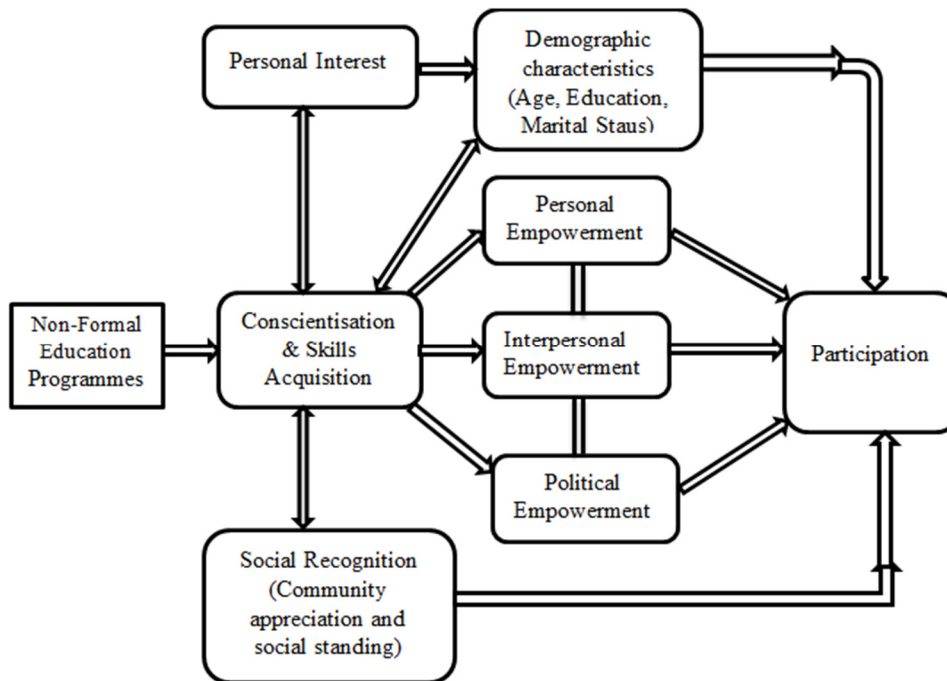 Personal Interest
Demographic
characteristics
(Age, Education,
Marital Staus)
Personal
Empowerment
Non-Formal
Education
Programmes
Conscientisation
& Skills
Acquisition
Interpersonal
Empowerment
Participation
Political
Empowerment
Social Recognition
(Community
appreciation and
social standing)